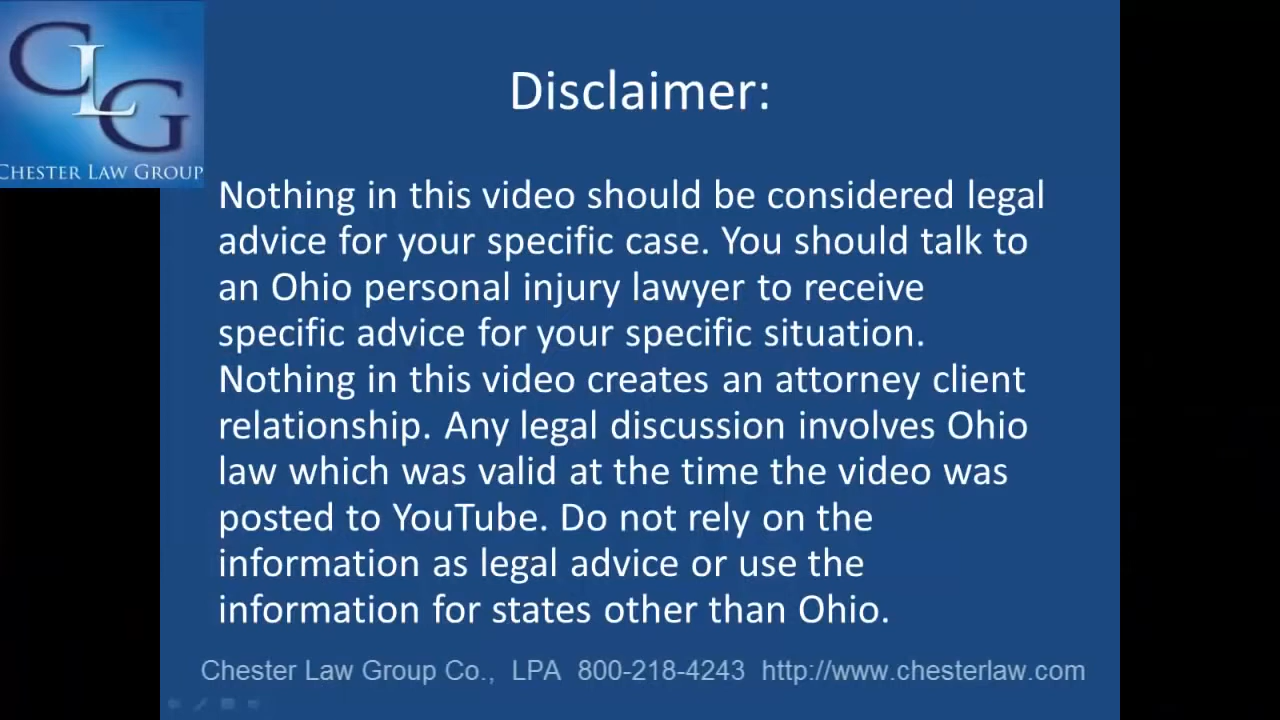 CLG
CHESTER LAW GROUP
Disclaimer:
Nothing in this video should be considered legal
advice for your specific case. You should talk to
an Ohio personal injury lawyer to receive
specific advice for your specific situation.
Nothing in this video creates an attorney client
relationship. Any legal discussion involves Ohio
law which was valid at the time the video was
posted to YouTube. Do not rely on the
information as legal advice or use the
information for states other than Ohio.
Chester Law Group Co., LPA 800-218-4243 http://www.chesterlaw.com